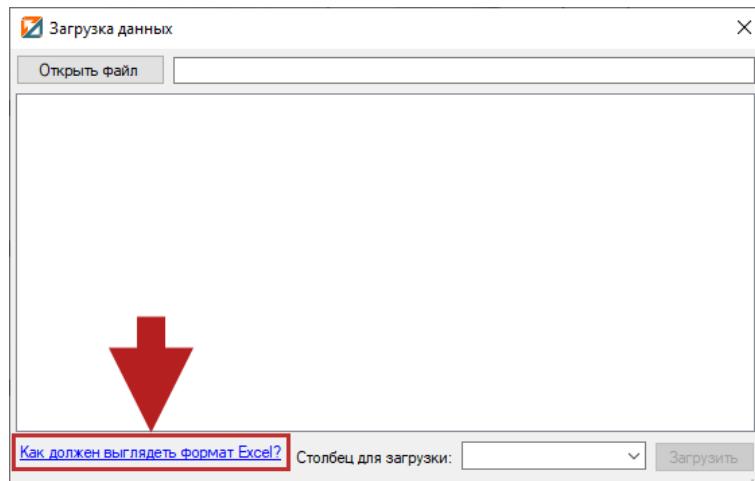 Загрузка данных
Открыть файл
Как должен выглядеть формат Excel?
Столбец для загрузки:
Загрузить